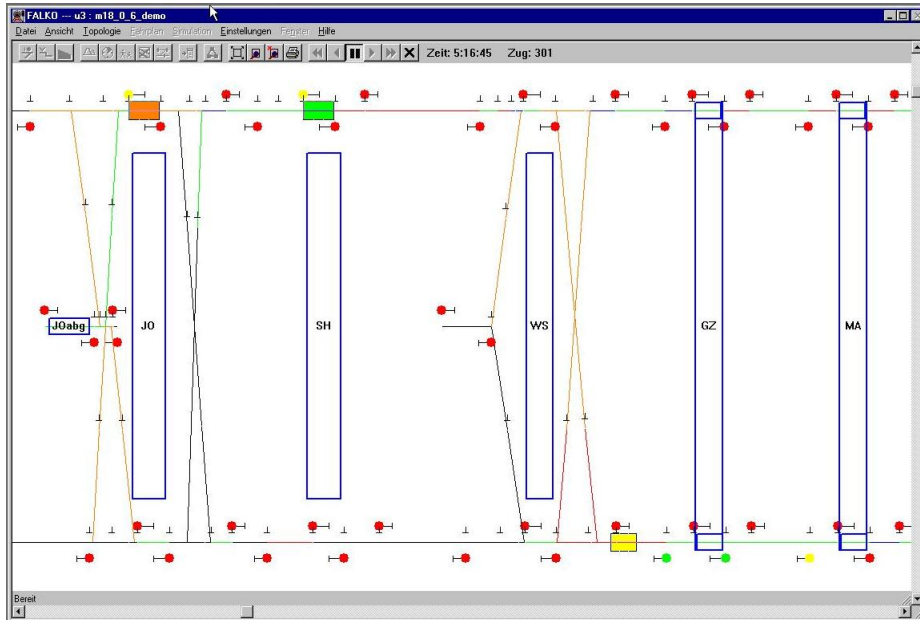 FALKO --- u3 : m18_0_6_demo
Datei Ansicht Topologie Fahrplan Simulation Einstellungen Fenster Hilfe
Zeit: 5:16:45 Zug: 301
JOabg JO SH WS GZ MA
Bereit